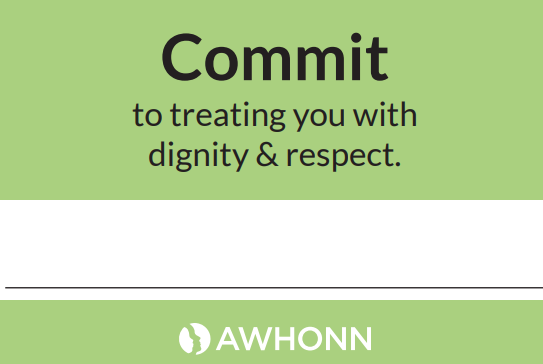 Commit
to treating you with
dignity & respect.
AWHONN